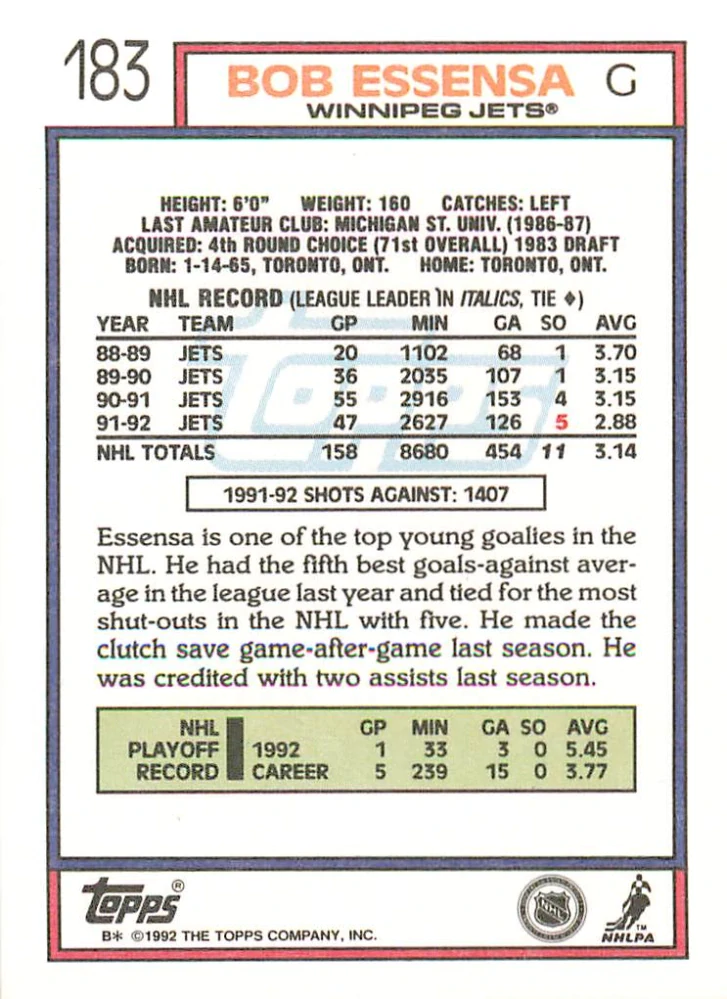 183
BOB ESSENSA G
WINNIPEG JETS®
HEIGHT: 6'0" WEIGHT: 160 CATCHES: LEFT
LAST AMATEUR CLUB: MICHIGAN ST. UNIV. (1986-87)
ACQUIRED: 4th ROUND CHOICE (71st OVERALL) 1983 DRAFT
BORN: 1-14-65, TORONTO, ONT. HOME: TORONTO, ONT.
NHL RECORD (LEAGUE LEADER IN ITALICS, TIE ♦)
YEAR TEAM GP MIN GA SO AVG
88-89 JETS 20 1102 68 1 3.70
89-90 JETS 36 2035 107 1 3.15
90-91 JETS 55 2916 153 4 3.15
91-92 JETS 47 2627 126 5 2.88
NHL TOTALS 158 8680 454 11 3.14
Topps
1991-92 SHOTS AGAINST: 1407
Essensa is one of the top young goalies in the
NHL. He had the fifth best goals-against aver-
age in the league last year and tied for the most
shut-outs in the NHL with five. He made the
clutch save game-after-game last season. He
was credited with two assists last season.
NHL GP MIN GA SO AVG
PLAYOFF 1992 1 33 3 0 5.45
RECORD CAREER 5 239 15 0 3.77
Topps®
B* ©1992 THE TOPPS COMPANY, INC.
NHL
TM
NHLPA